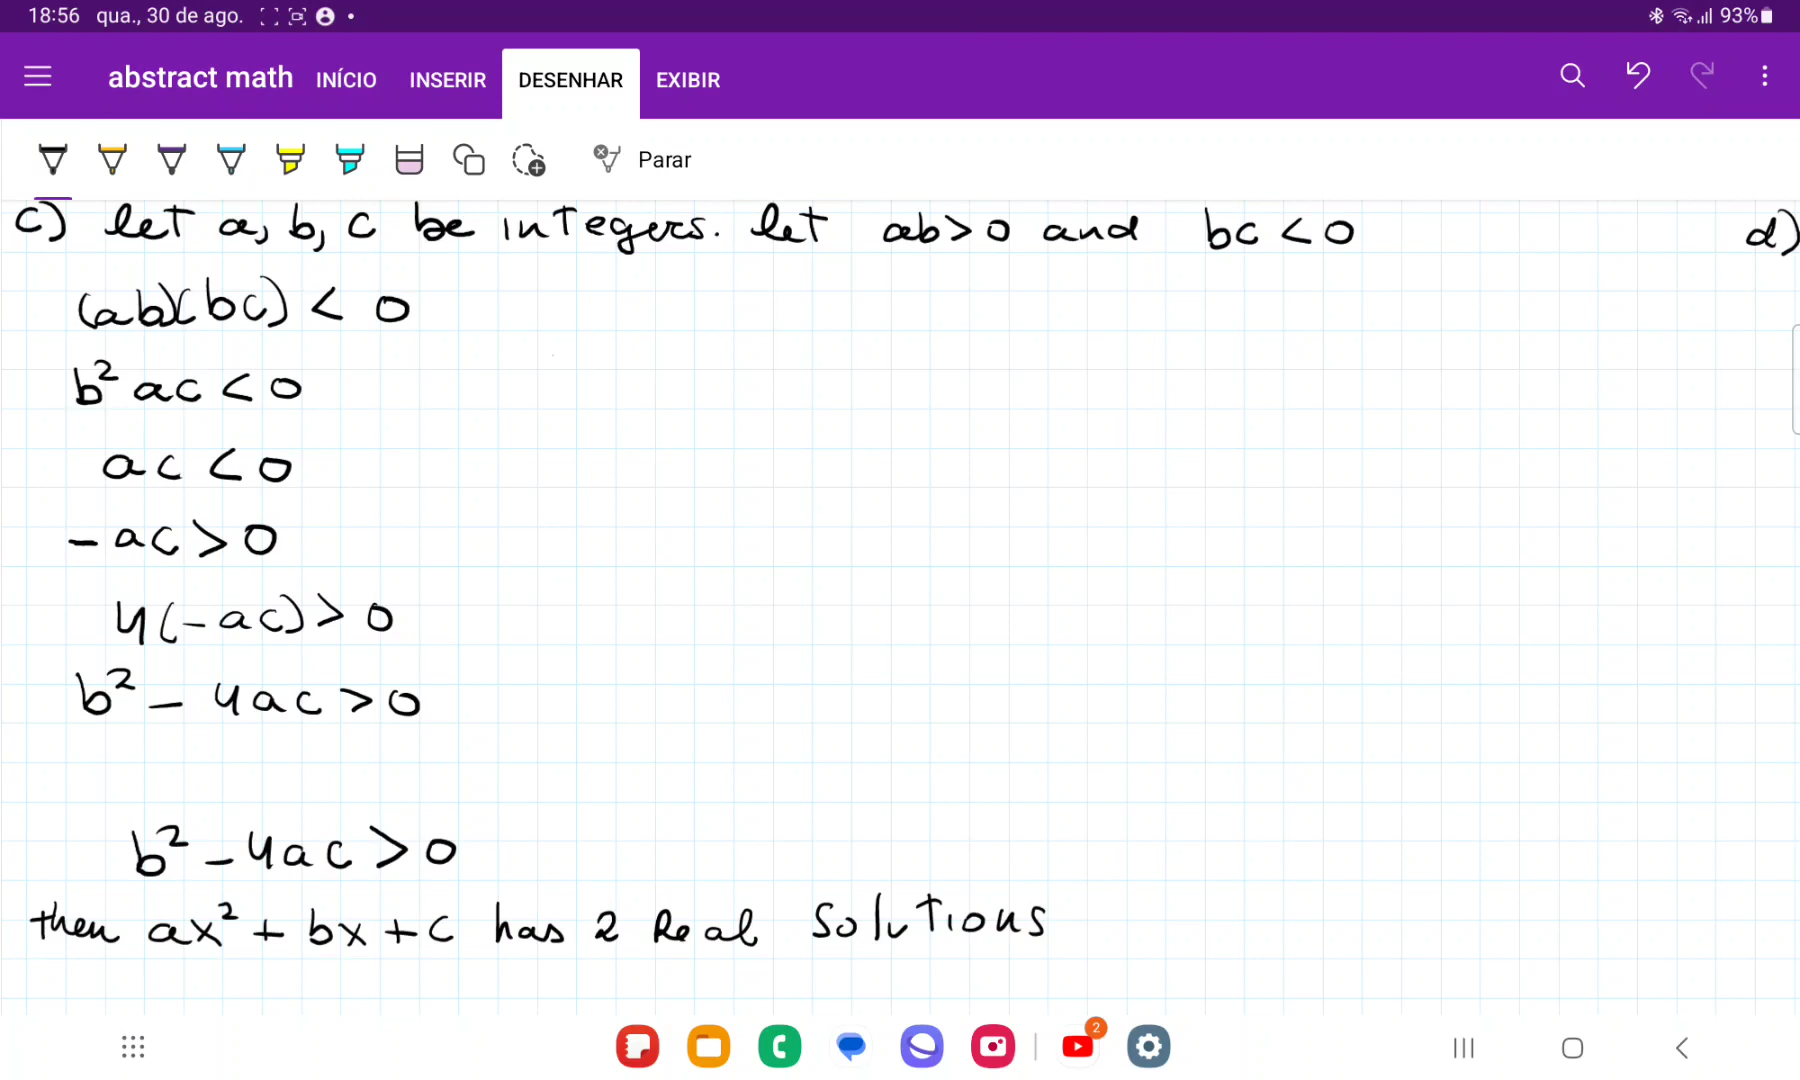 18:56 qua., 30 de ago. 93%
abstract math INÍCIO INSERIR DESENHAR EXIBIR
Parar
c) let a, b, c be integers. let ab > 0 and bc < 0 d)
(ab)(bc) < 0
b² ac < 0
ac < 0
- ac > 0
4(-ac) > 0
b² - 4ac > 0
b² - 4ac > 0
then ax² + bx + c has 2 Real Solutions
2